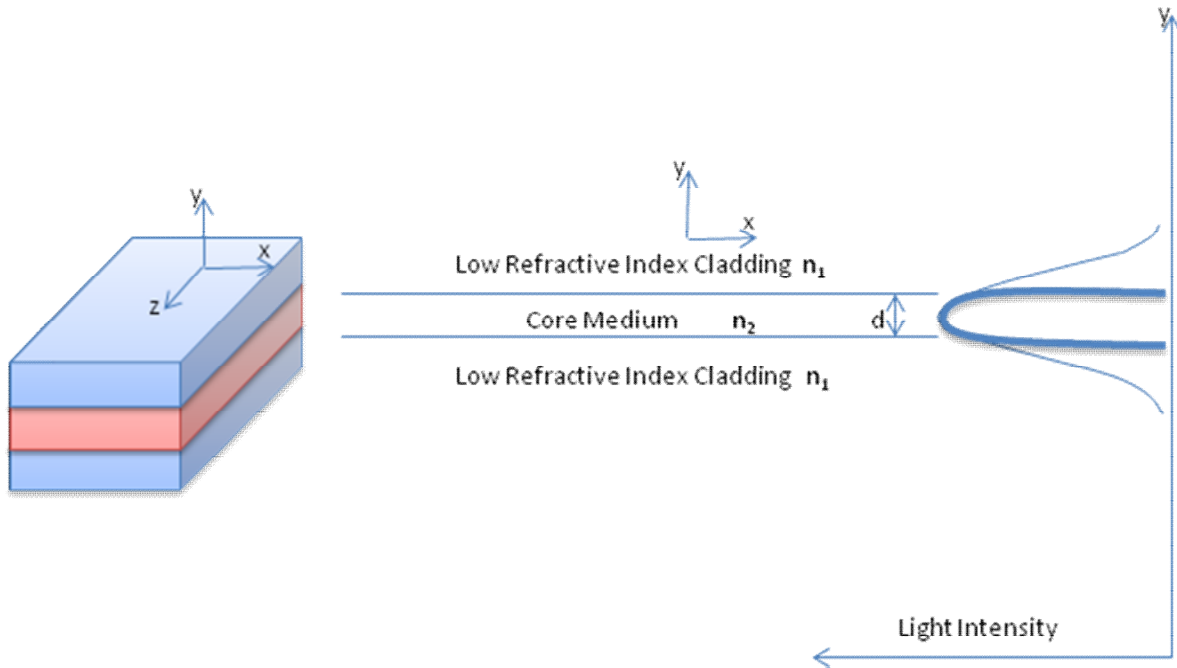 y
y
x
z
y
x
Low Refractive Index Cladding n₁
Core Medium n₂ d
Low Refractive Index Cladding n₁
Light Intensity